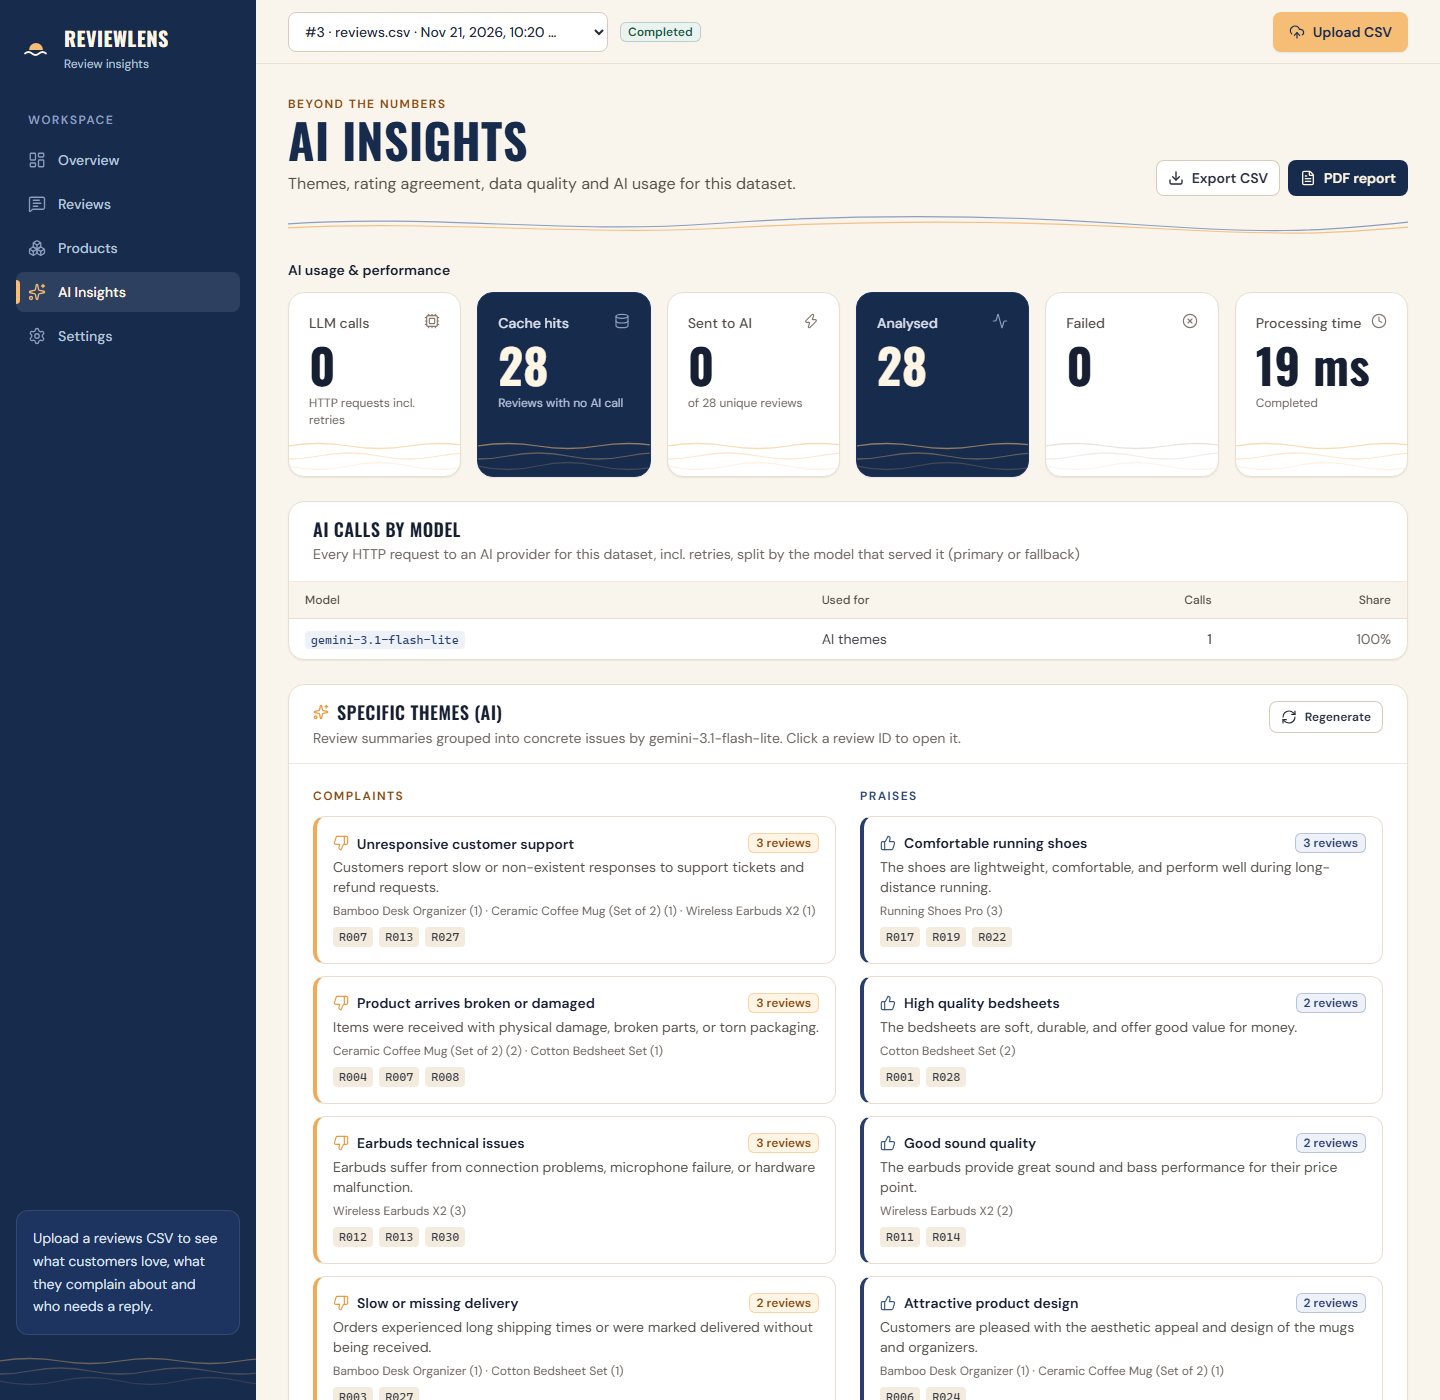 REVIEWLENS
Review insights
WORKSPACE
Overview
Reviews
Products
AI Insights
Settings
Upload a reviews CSV to see
what customers love, what
they complain about and
who needs a reply.
#3 · reviews.csv · Nov 21, 2026, 10:20 ...
Completed
Upload CSV
BEYOND THE NUMBERS
AI INSIGHTS
Themes, rating agreement, data quality and AI usage for this dataset.
Export CSV
PDF report
AI usage & performance
LLM calls
0
HTTP requests incl.
retries
Cache hits
28
Reviews with no AI call
Sent to AI
0
of 28 unique reviews
Analysed
28
Failed
0
Processing time
19 ms
Completed
AI CALLS BY MODEL
Every HTTP request to an AI provider for this dataset, incl. retries, split by the model that served it (primary or fallback)
Model Used for Calls Share
gemini-3.1-flash-lite AI themes 1 100%
SPECIFIC THEMES (AI)
Review summaries grouped into concrete issues by gemini-3.1-flash-lite. Click a review ID to open it.
Regenerate
COMPLAINTS
Unresponsive customer support 3 reviews
Customers report slow or non-existent responses to support tickets and
refund requests.
Bamboo Desk Organizer (1) · Ceramic Coffee Mug (Set of 2) (1) · Wireless Earbuds X2 (1)
R007 R013 R027
Product arrives broken or damaged 3 reviews
Items were received with physical damage, broken parts, or torn packaging.
Ceramic Coffee Mug (Set of 2) (2) · Cotton Bedsheet Set (1)
R004 R007 R008
Earbuds technical issues 3 reviews
Earbuds suffer from connection problems, microphone failure, or hardware
malfunction.
Wireless Earbuds X2 (3)
R012 R013 R030
Slow or missing delivery 2 reviews
Orders experienced long shipping times or were marked delivered without
being received.
Bamboo Desk Organizer (1) · Cotton Bedsheet Set (1)
R003 R027
PRAISES
Comfortable running shoes 3 reviews
The shoes are lightweight, comfortable, and perform well during long-
distance running.
Running Shoes Pro (3)
R017 R019 R022
High quality bedsheets 2 reviews
The bedsheets are soft, durable, and offer good value for money.
Cotton Bedsheet Set (2)
R001 R028
Good sound quality 2 reviews
The earbuds provide great sound and bass performance for their price
point.
Wireless Earbuds X2 (2)
R011 R014
Attractive product design 2 reviews
Customers are pleased with the aesthetic appeal and design of the mugs
and organizers.
Bamboo Desk Organizer (1) · Ceramic Coffee Mug (Set of 2) (1)
R006 R024